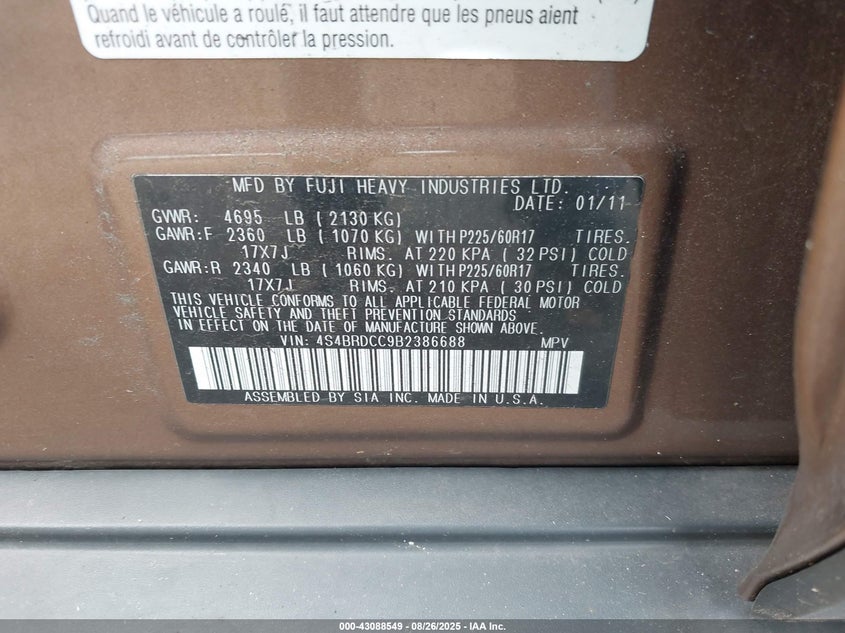 Quand le véhicule a roulé, il faut attendre que les pneus aient
refroidi avant de contrôler la pression.
MFD BY FUJI HEAVY INDUSTRIES LTD.
DATE: 01/11
GVWR: 4695 LB ( 2130 KG)
GAWR:F 2360 LB ( 1070 KG) WITH P225/60R17 TIRES.
17X7J RIMS. AT 220 KPA ( 32 PSI) COLD
GAWR:R 2340 LB ( 1060 KG) WITH P225/60R17 TIRES.
17X7J RIMS. AT 210 KPA ( 30 PSI) COLD
THIS VEHICLE CONFORMS TO ALL APPLICABLE FEDERAL MOTOR
VEHICLE SAFETY AND THEFT PREVENTION STANDARDS
IN EFFECT ON THE DATE OF MANUFACTURE SHOWN ABOVE.
VIN: 4S4BRDCC9B2386688 MPV
ASSEMBLED BY SIA INC. MADE IN U.S.A.
000-43088549 - 08/26/2025 - IAA Inc.